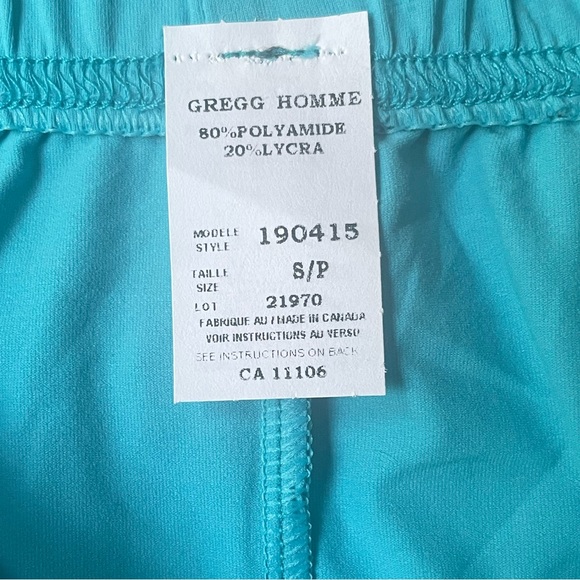 GREGG HOMME
80%POLYAMIDE
20%LYCRA
MODELE
STYLE 190415
TAILLE
SIZE S/P
LOT 21970
FABRIQUE AU / MADE IN CANADA
VOIR INSTRUCTIONS AU VERSO
SEE INSTRUCTIONS ON BACK
CA 11106